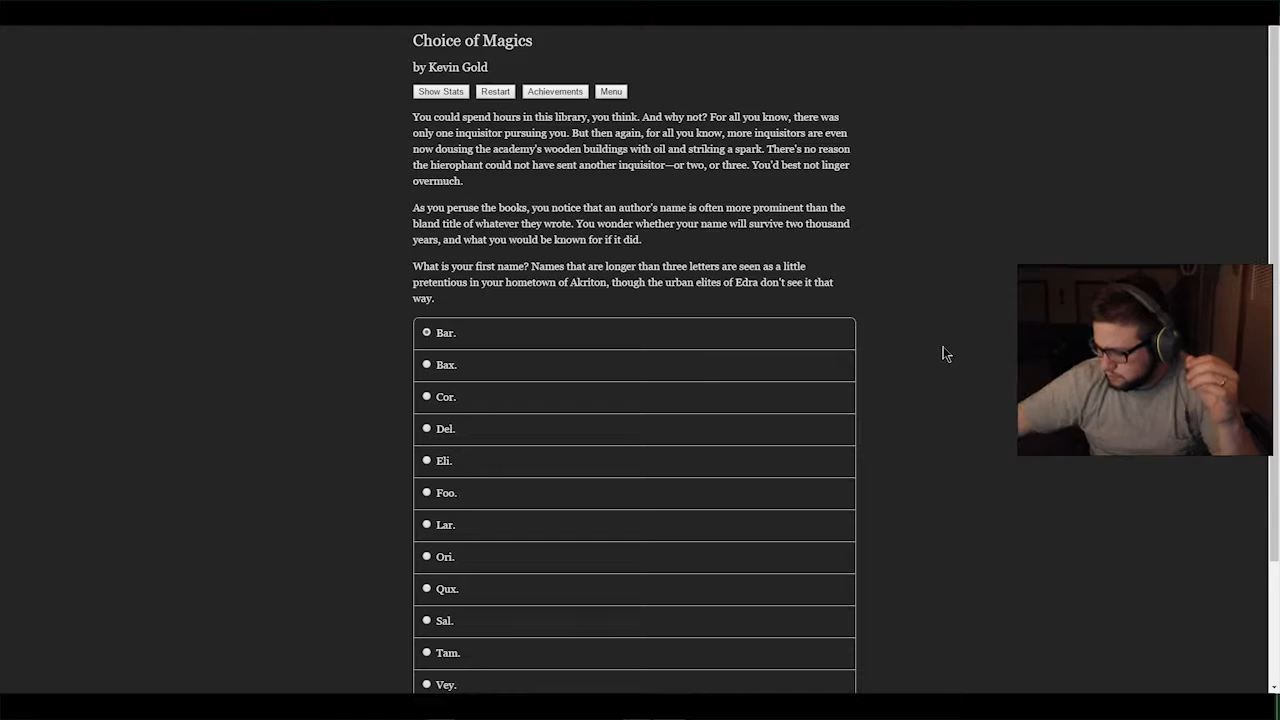 Choice of Magics
by Kevin Gold
Show Stats Restart Achievements Menu
You could spend hours in this library, you think. And why not? For all you know, there was
only one inquisitor pursuing you. But then again, for all you know, more inquisitors are even
now dousing the academy's wooden buildings with oil and striking a spark. There's no reason
the hierophant could not have sent another inquisitor—or two, or three. You'd best not linger
overmuch.
As you peruse the books, you notice that an author's name is often more prominent than the
bland title of whatever they wrote. You wonder whether your name will survive two thousand
years, and what you would be known for if it did.
What is your first name? Names that are longer than three letters are seen as a little
pretentious in your hometown of Akriton, though the urban elites of Edra don't see it that
way.
Bar.
Bax.
Cor.
Del.
Eli.
Foo.
Lar.
Ori.
Qux.
Sal.
Tam.
Vey.